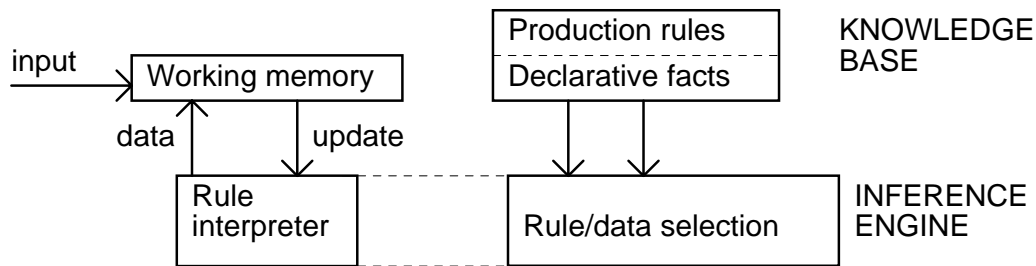 Production rules
KNOWLEDGE
BASE
input
Working memory
Declarative facts
data
update
Rule
interpreter
Rule/data selection
INFERENCE
ENGINE